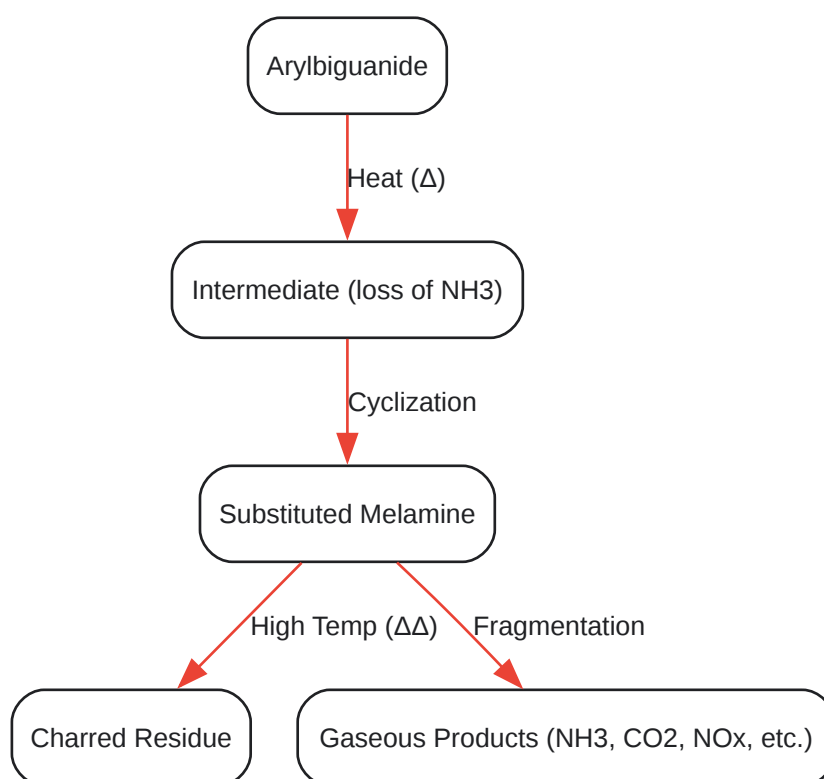 Arylbiguanide
Heat (Δ)
Intermediate (loss of NH3)
Cyclization
Substituted Melamine
High Temp (ΔΔ)
Fragmentation
Charred Residue
Gaseous Products (NH3, CO2, NOx, etc.)